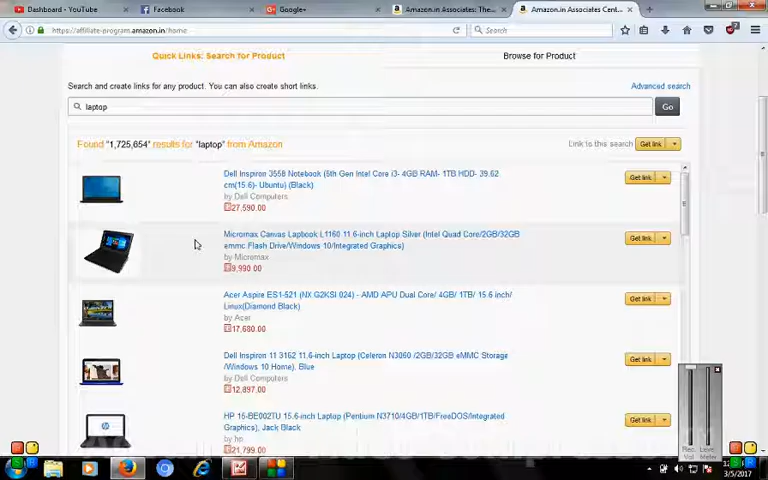 Dashboard - YouTube
Facebook
Google+
Amazon.in Associates: The...
Amazon.in Associates Cent...
https://affiliate-program.amazon.in/home
Search
Quick Links: Search for Product
Browse for Product
Search and create links for any product. You can also create short links.
Advanced search
laptop
Go
Found "1,725,654" results for "laptop" from Amazon
Link to this search
Get link
Dell Inspiron 3558 Notebook (5th Gen Intel Core i3- 4GB RAM- 1TB HDD- 39.62
cm(15.6)- Ubuntu) (Black)
by Dell Computers
27,590.00
Get link
Micromax Canvas Lapbook L1160 11.6-inch Laptop Silver (Intel Quad Core/2GB/32GB
emmc Flash Drive/Windows 10/Integrated Graphics)
by Micromax
9,990.00
Get link
Acer Aspire ES1-521 (NX G2KSI 024) - AMD APU Dual Core/ 4GB/ 1TB/ 15.6 inch/
Linux(Diamond Black)
by Acer
17,680.00
Get link
Dell Inspiron 11 3162 11.6-inch Laptop (Celeron N3060 /2GB/32GB eMMC Storage
/Windows 10 Home), Blue
by Dell Computers
12,897.00
Get link
HP 15-BE002TU 15.6-inch Laptop (Pentium N3710/4GB/1TB/FreeDOS/Integrated
Graphics), Jack Black
by hp
21,799.00
Get link
Rec. Vol
Level Meter
3/5/2017